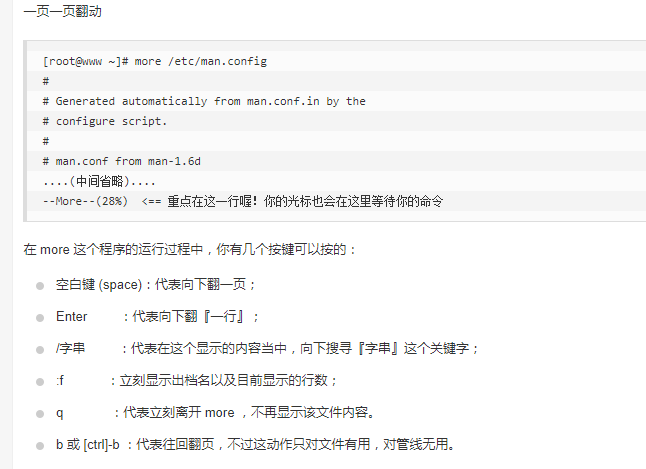 一页一页翻动
[root@www ~]# more /etc/man.config
#
# Generated automatically from man.conf.in by the
# configure script.
#
# man.conf from man-1.6d
....(中间省略)....
--More--(28%)  <== 重点在这一行喔！你的光标也会在这里等待你的命令
在 more 这个程序的运行过程中，你有几个按键可以按的：
空白键 (space)：代表向下翻一页；
Enter         ：代表向下翻『一行』；
/字串         ：代表在这个显示的内容当中，向下搜寻『字串』这个关键字；
:f            ：立刻显示出档名以及目前显示的行数；
q             ：代表立刻离开 more ，不再显示该文件内容。
b 或 [ctrl]-b ：代表往回翻页，不过这动作只对文件有用，对管线无用。